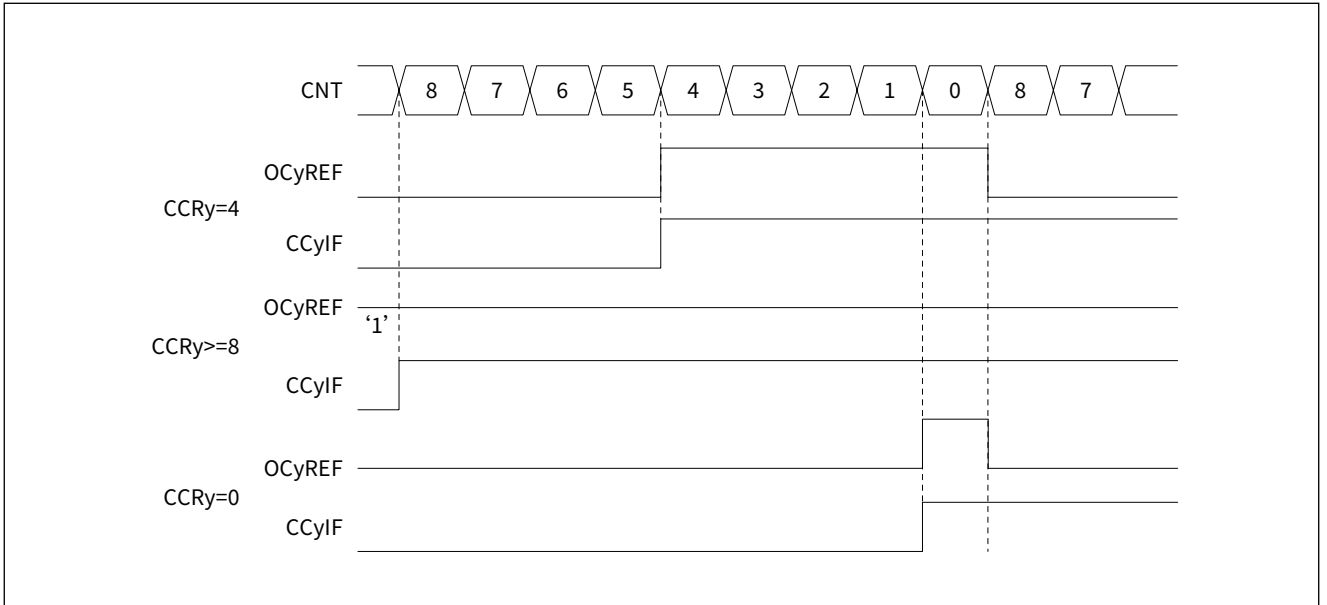 CNT 8 7 6 5 4 3 2 1 0 8 7
OCyREF
CCRy=4
CCyIF
OCyREF
‘1’
CCRy>=8
CCyIF
OCyREF
CCRy=0
CCyIF